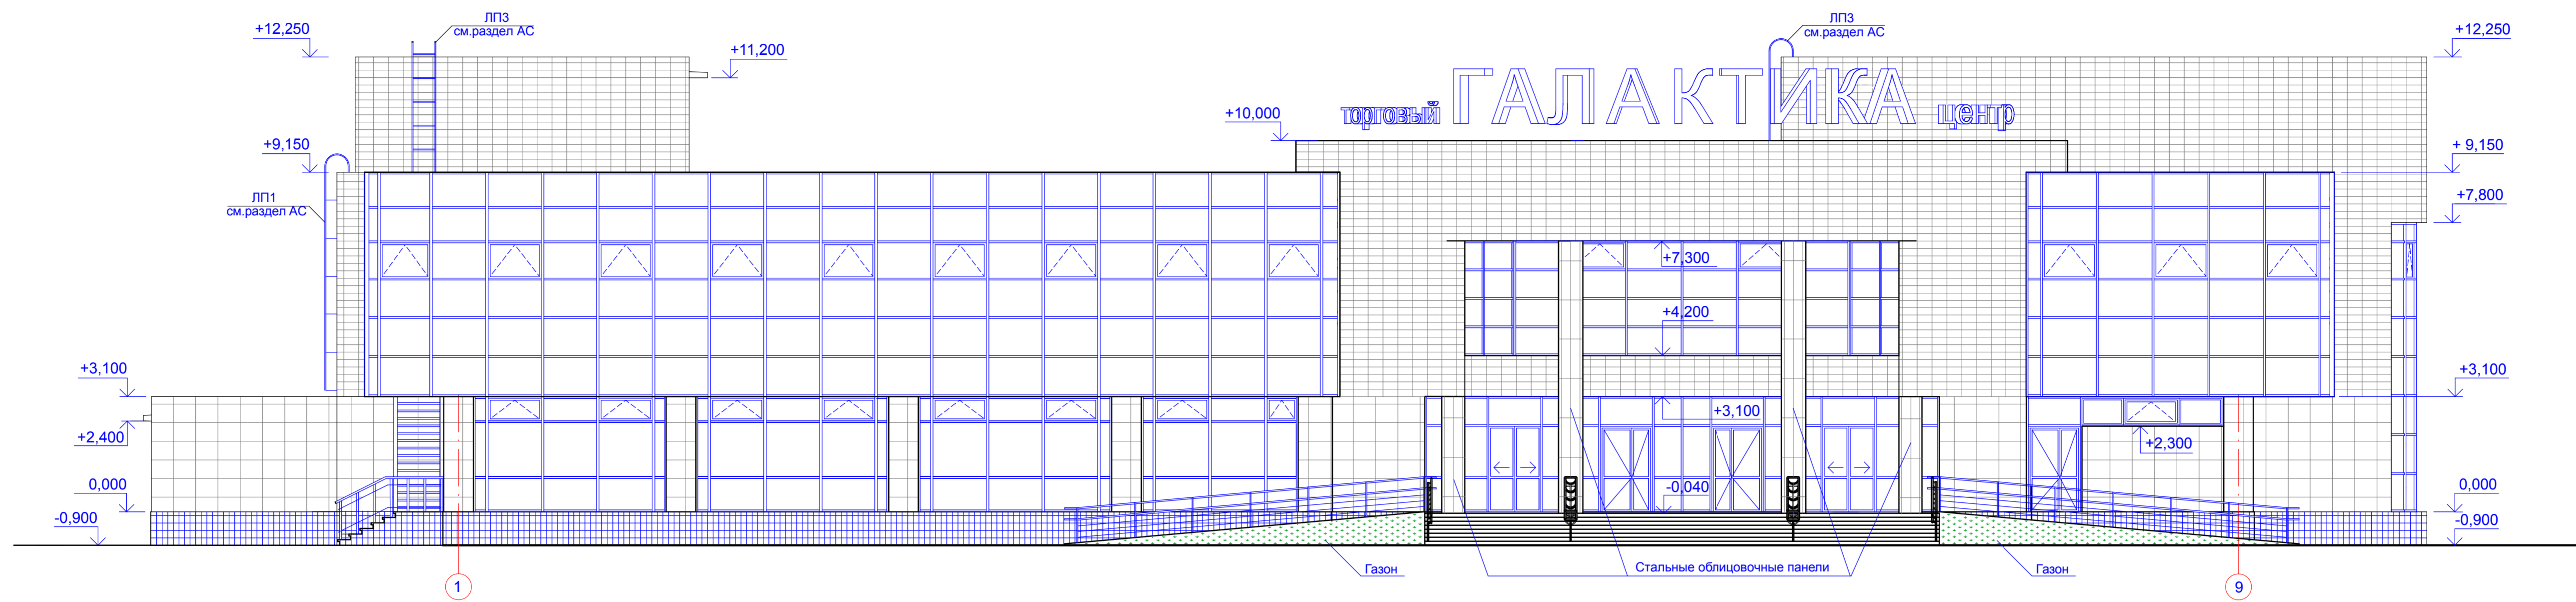 ЛП3
см.раздел АС
ЛП3
см.раздел АС
+12,250
+11,200
+12,250
торговый ГАЛАКТИКА центр
+10,000
+9,150
+ 9,150
ЛП1
см.раздел АС
+7,800
+7,300
+4,200
+3,100
+3,100
+3,100
+2,400
+2,300
0,000
-0,040
0,000
-0,900
-0,900
Газон
Стальные облицовочные панели
Газон
1
9